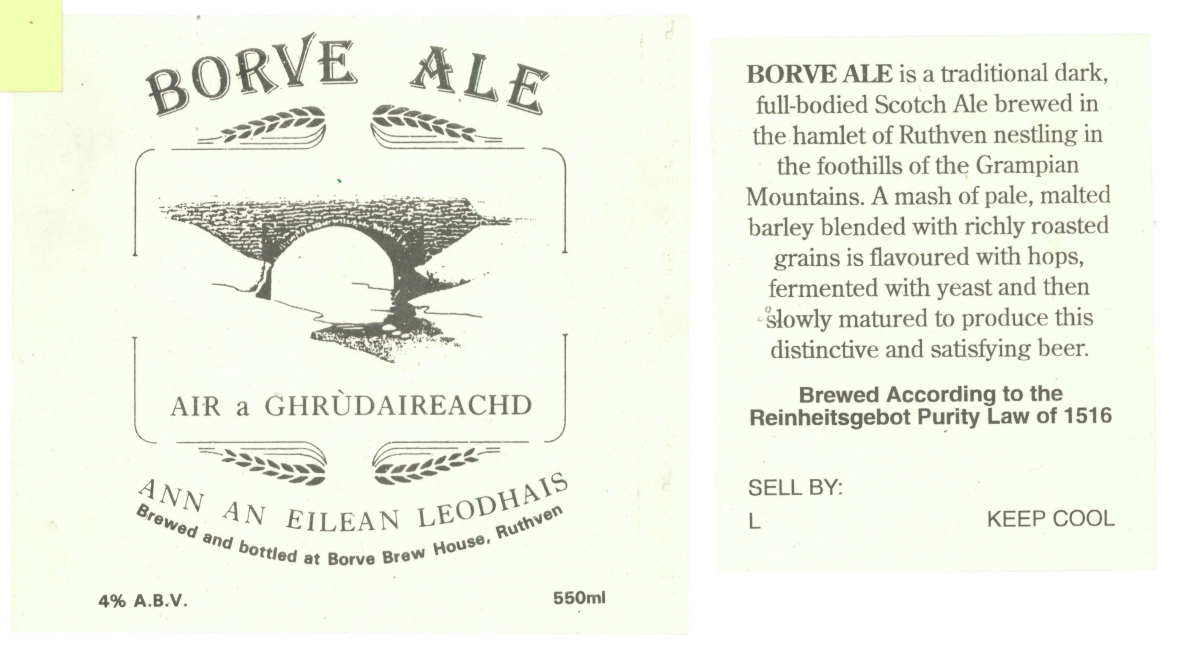 BORVE ALE
AIR a GHRÙDAIREACHD
ANN AN EILEAN LEODHAIS
Brewed and bottled at Borve Brew House, Ruthven
4% A.B.V.
550ml
BORVE ALE is a traditional dark,
full-bodied Scotch Ale brewed in
the hamlet of Ruthven nestling in
the foothills of the Grampian
Mountains. A mash of pale, malted
barley blended with richly roasted
grains is flavoured with hops,
fermented with yeast and then
slowly matured to produce this
distinctive and satisfying beer.
Brewed According to the
Reinheitsgebot Purity Law of 1516
SELL BY:
L
KEEP COOL